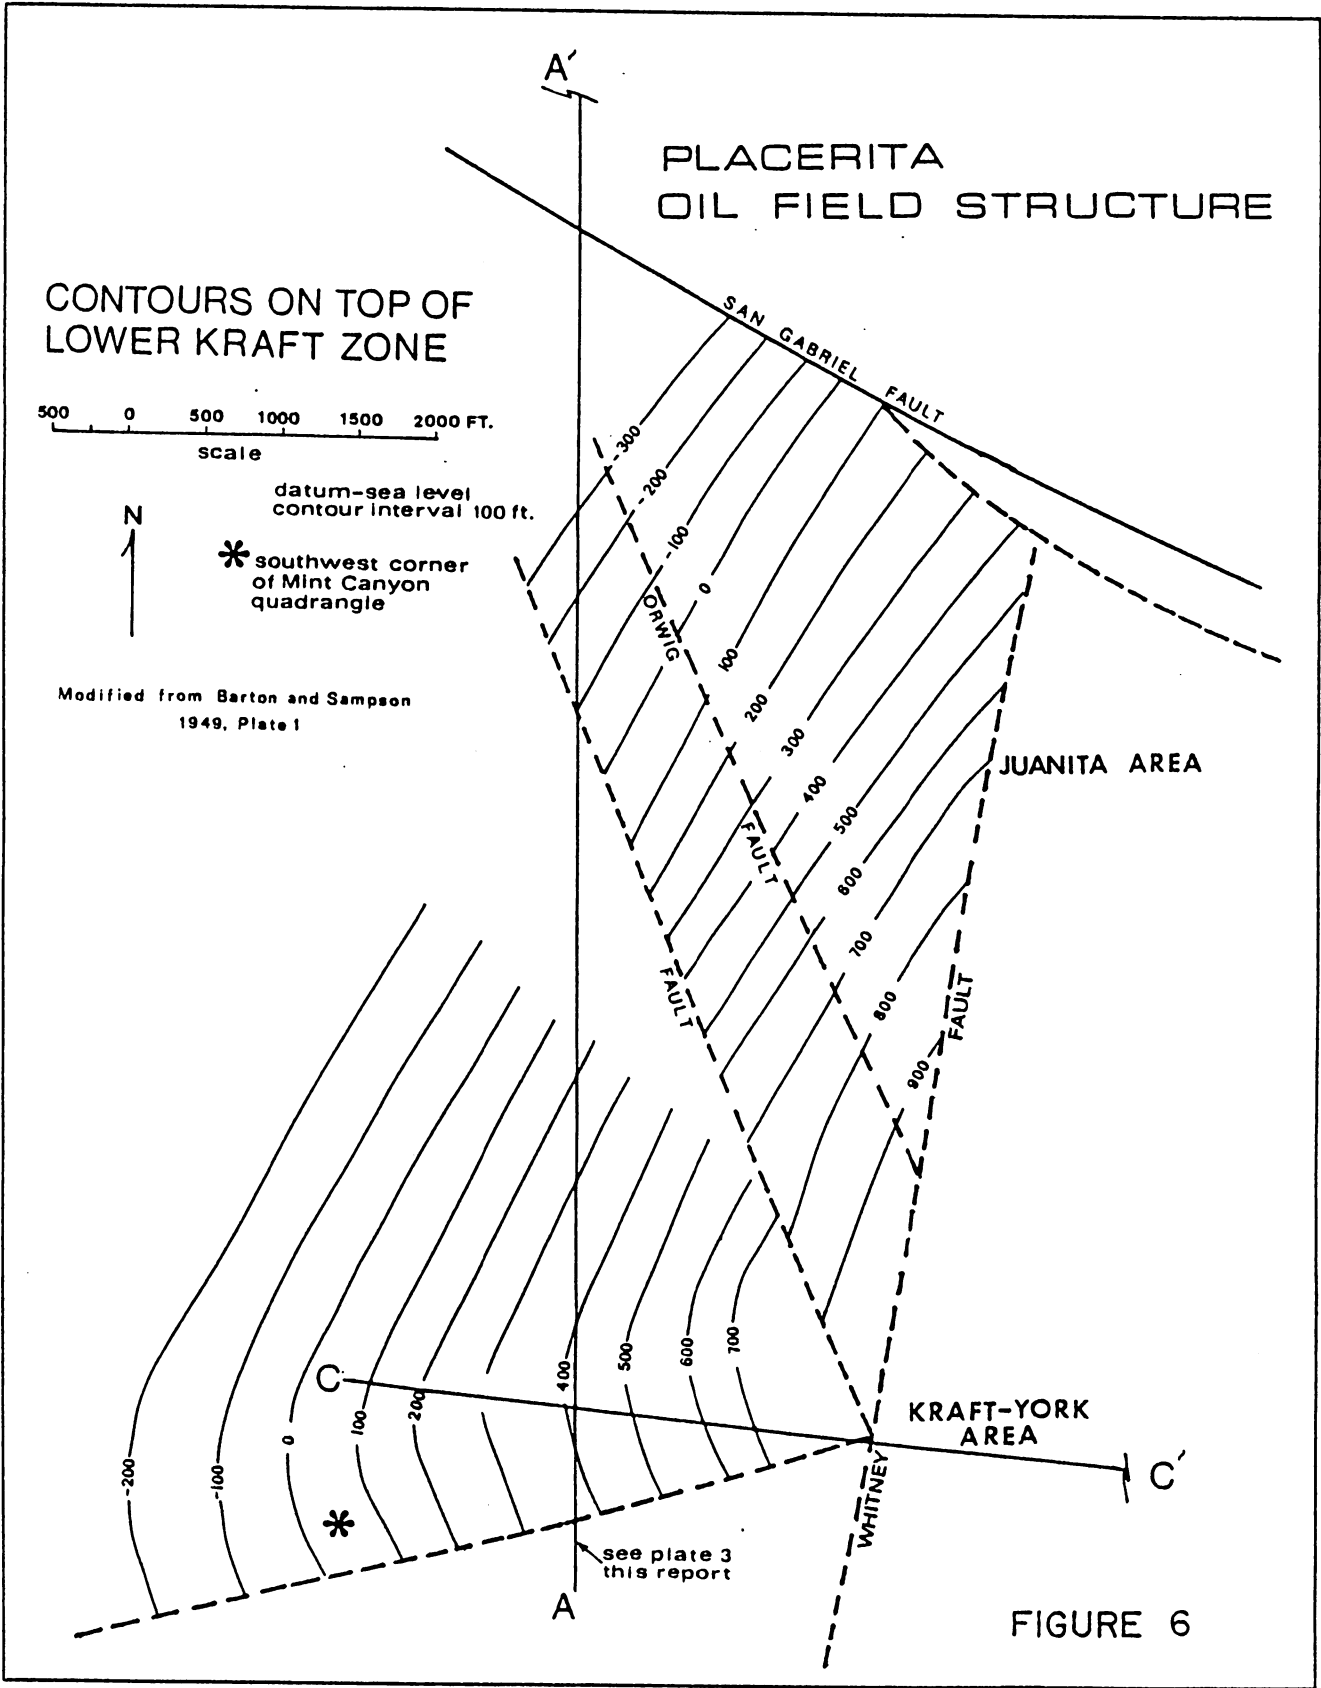 A′
PLACERITA
OIL FIELD STRUCTURE
CONTOURS ON TOP OF
LOWER KRAFT ZONE
500 0 500 1000 1500 2000 FT.
scale
datum-sea level
contour interval 100 ft.
N
* southwest corner
of Mint Canyon
quadrangle
Modified from Barton and Sampson
1949, Plate 1
SAN GABRIEL FAULT
-300
-200
-100
0
100
200
300
400
500
600
700
800
900
ORWIG FAULT
FAULT
JUANITA AREA
WHITNEY FAULT
-200
-100
0
100
200
400
500
600
700
C
KRAFT-YORK
AREA
C′
*
see plate 3
this report
A
FIGURE 6